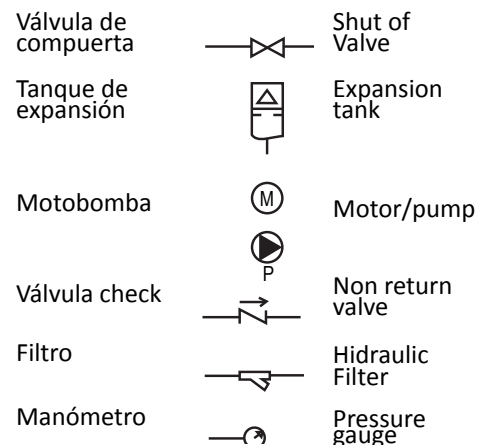 Válvula de
compuerta
Shut of
Valve
Tanque de
expansión
Expansion
tank
Motobomba
M
Motor/pump
P
Válvula check
Non return
valve
Filtro
Hidraulic
Filter
Manómetro
Pressure
gauge